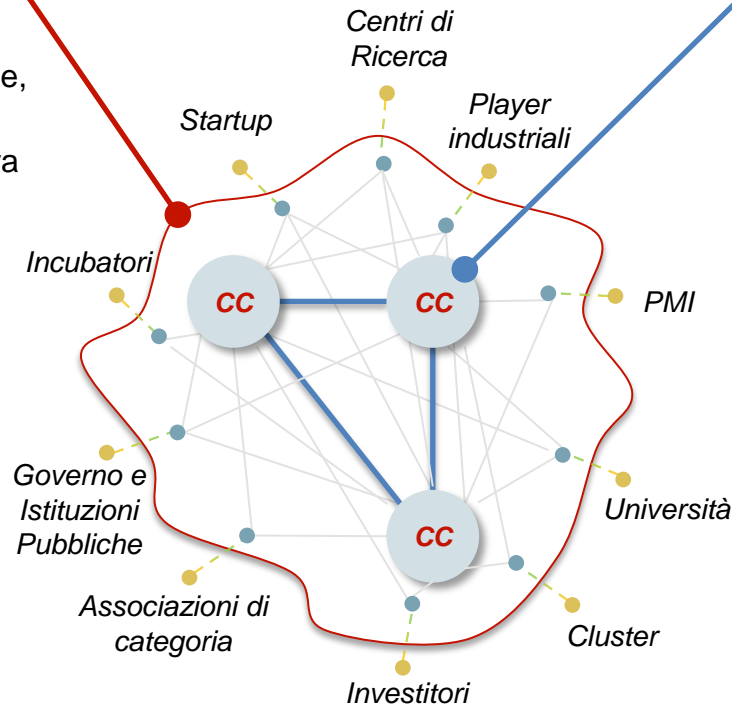 Centri di
Ricerca
e,
Player
industriali
Startup
Incubatori
CC
CC
PMI
Governo e
Istituzioni
Pubbliche
Università
CC
Associazioni di
categoria
Cluster
Investitori